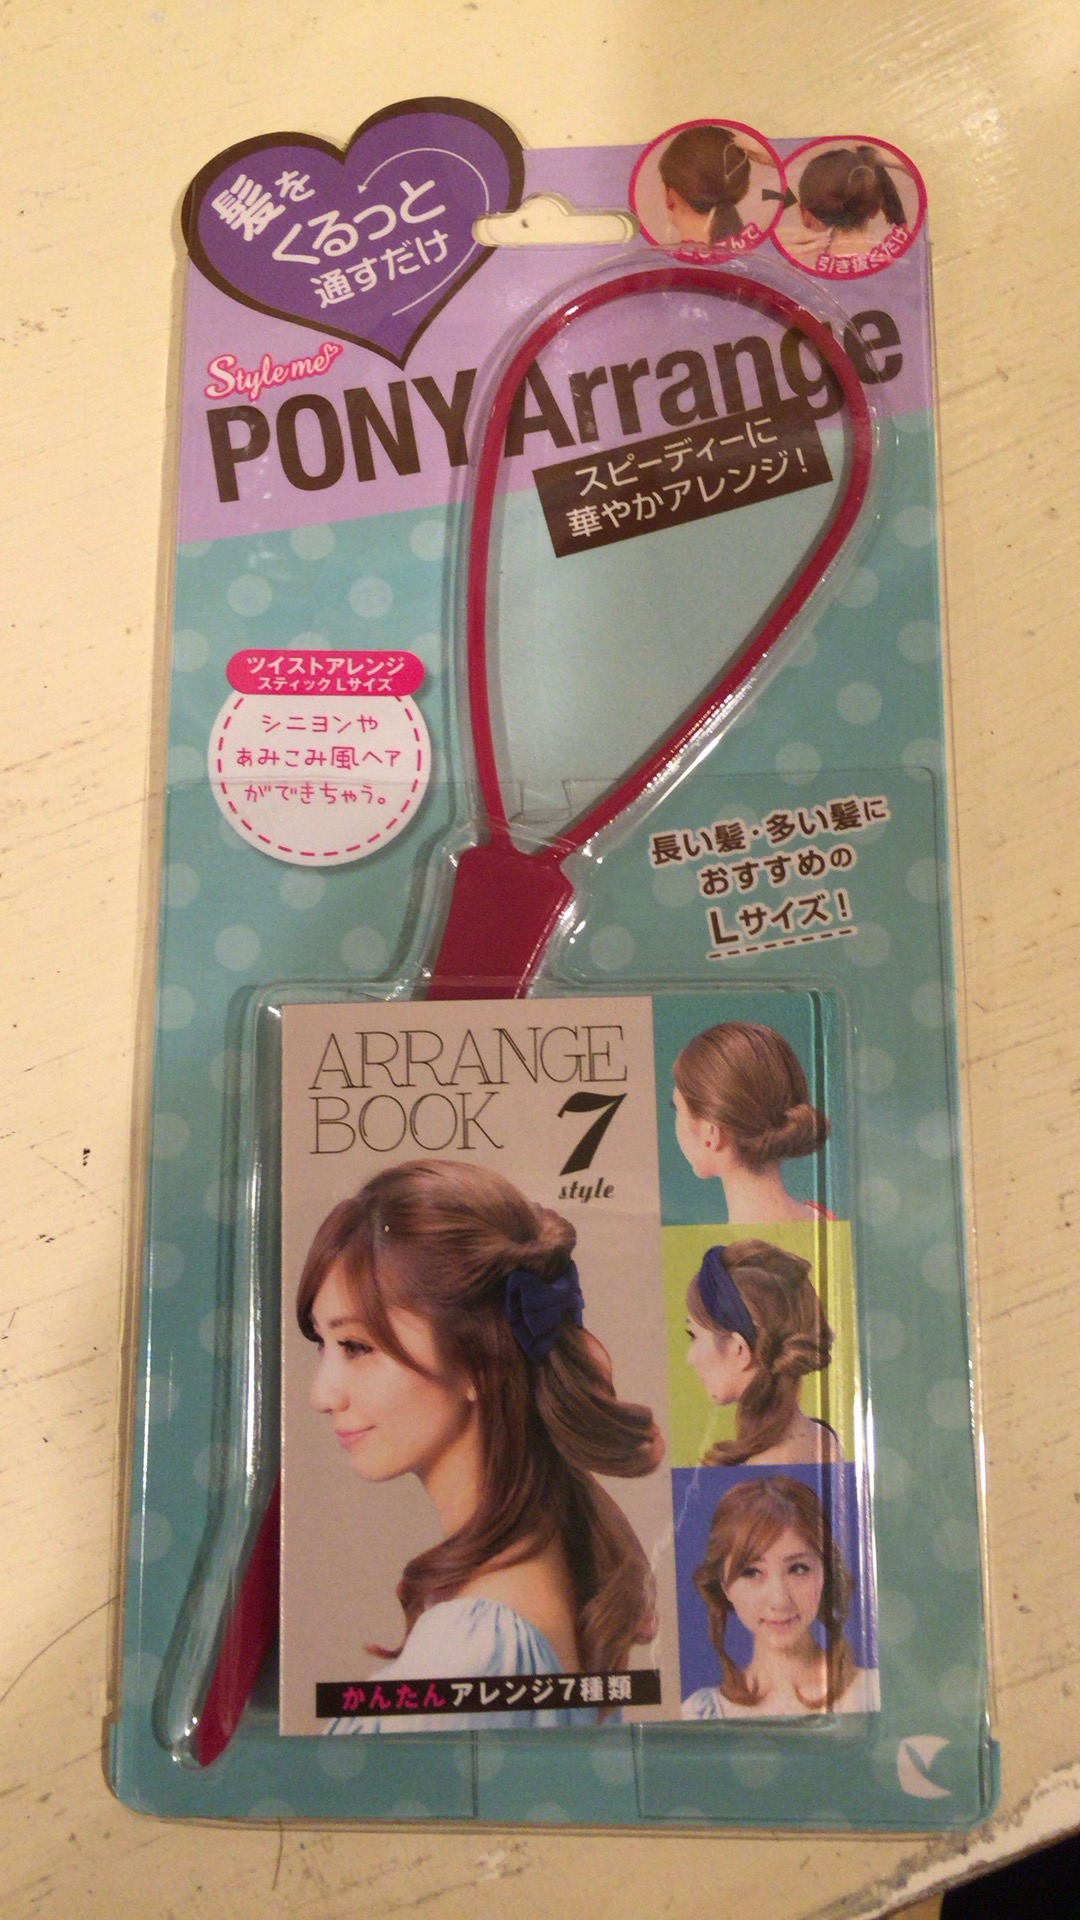 髪を
くるっと
通すだけ
引き抜くだけ
Style me
PONY Arrange
スピーディーに
華やかアレンジ!
ツイストアレンジ
スティック Lサイズ
シニヨンや
あみこみ風ヘア
ができちゃう。
長い髪・多い髪に
おすすめの
Lサイズ!
ARRANGE
BOOK 7
style
かんたんアレンジ7種類